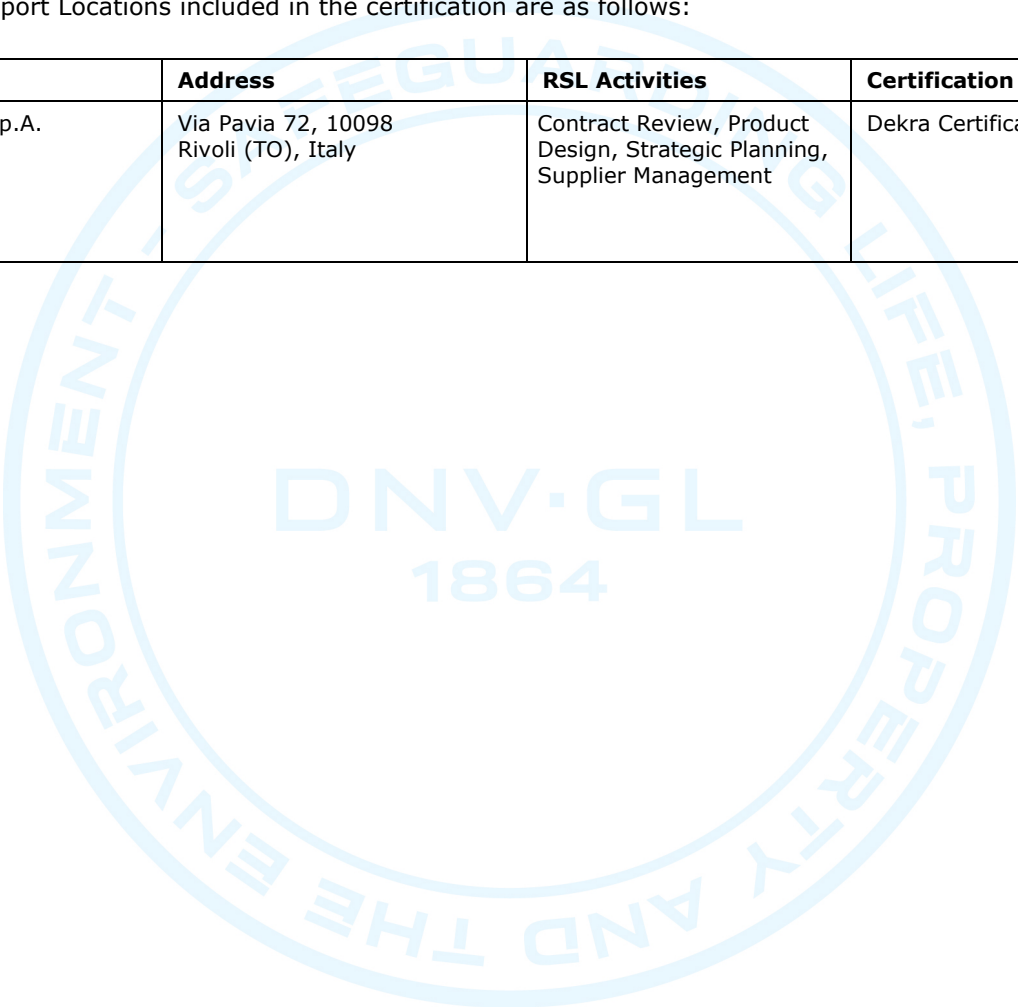 port Locations included in the certification are as follows:
Address RSL Activities Certification
p.A. Via Pavia 72, 10098 Contract Review, Product Dekra Certifica
Rivoli (TO), Italy Design, Strategic Planning,
Supplier Management
SAFEGUARDING LIFE, PROPERTY AND THE ENVIRONMENT -
DNV·GL
1864